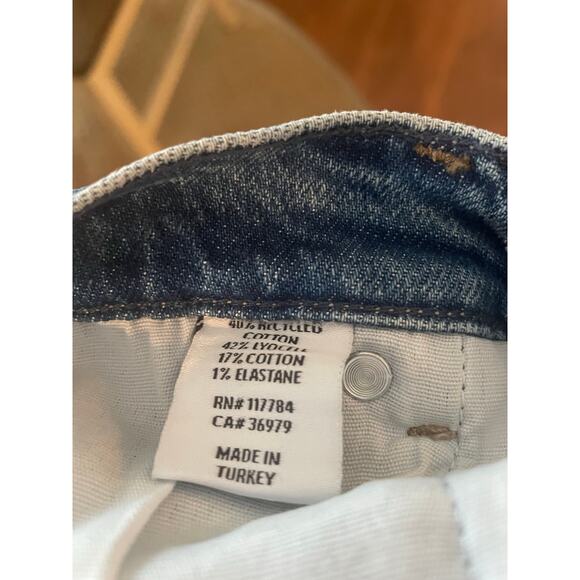 40% RECYCLED
COTTON
42% LYOCELL
17% COTTON
1% ELASTANE
RN# 117784
CA# 36979
MADE IN
TURKEY